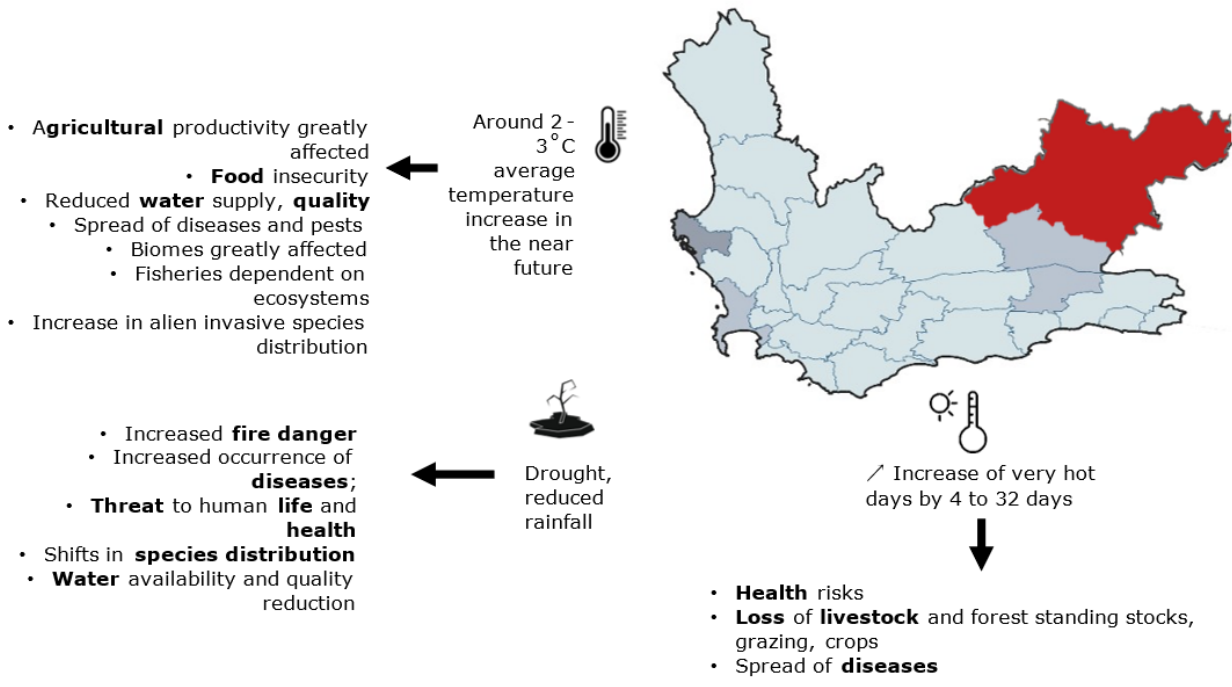 • Agricultural productivity greatly
affected
• Food insecurity
• Reduced water supply, quality
• Spread of diseases and pests
• Biomes greatly affected
• Fisheries dependent on
ecosystems
• Increase in alien invasive species
distribution
Around 2 -
3°C
average
temperature
increase in
the near
future
• Increased fire danger
• Increased occurrence of
diseases;
• Threat to human life and
health
• Shifts in species distribution
• Water availability and quality
reduction
Drought,
reduced
rainfall
↗ Increase of very hot
days by 4 to 32 days
• Health risks
• Loss of livestock and forest standing stocks,
grazing, crops
• Spread of diseases